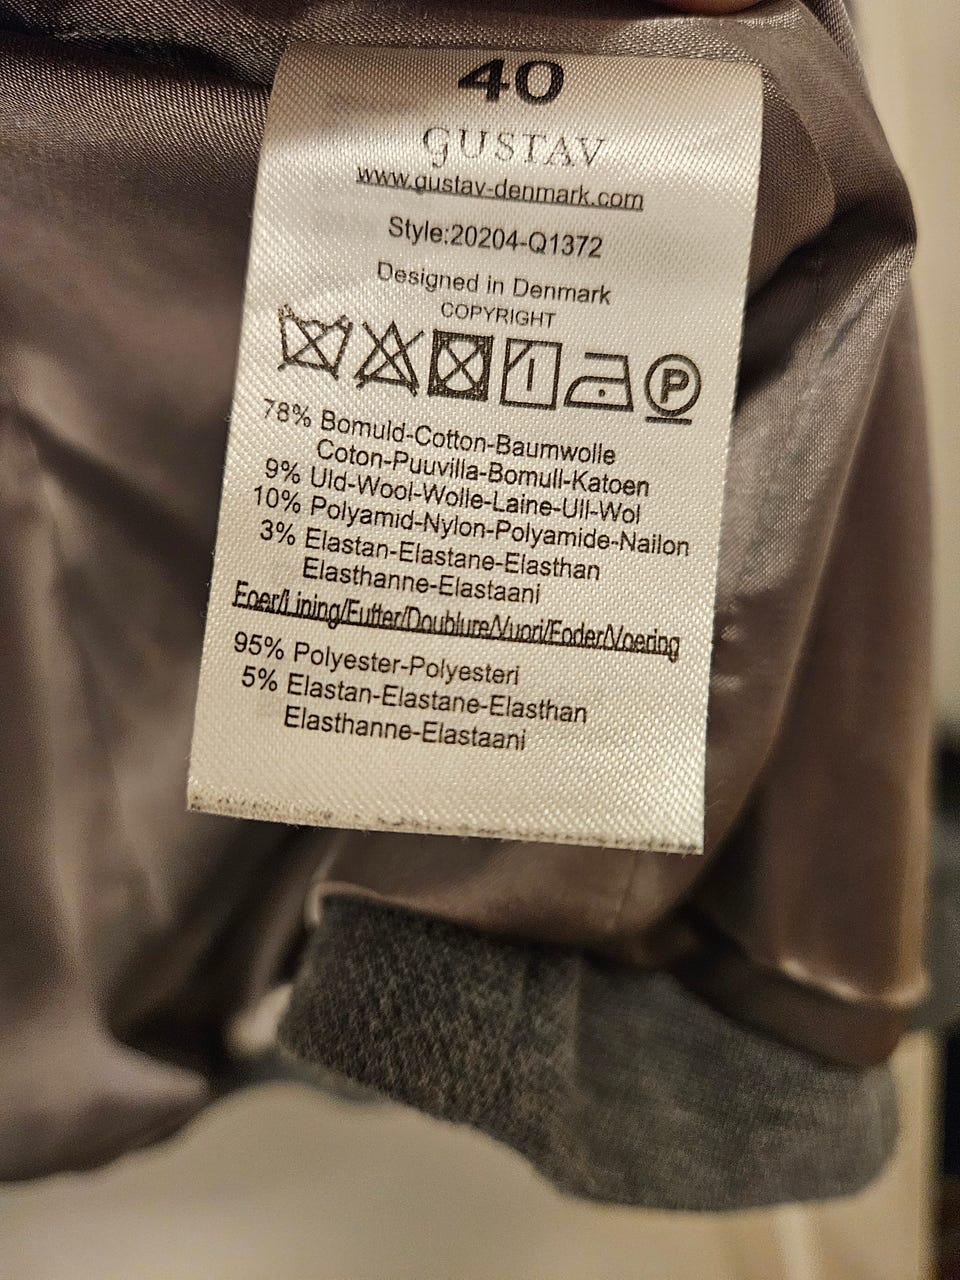 40
GUSTAV
www.gustav-denmark.com
Style:20204-Q1372
Designed in Denmark
COPYRIGHT
P
78% Bomuld-Cotton-Baumwolle
Coton-Puuvilla-Bomull-Katoen
9% Uld-Wool-Wolle-Laine-Ull-Wol
10% Polyamid-Nylon-Polyamide-Nailon
3% Elastan-Elastane-Elasthan
Elasthanne-Elastaani
Foer/Lining/Futter/Doublure/Vuori/Foder/Voering
95% Polyester-Polyesteri
5% Elastan-Elastane-Elasthan
Elasthanne-Elastaani